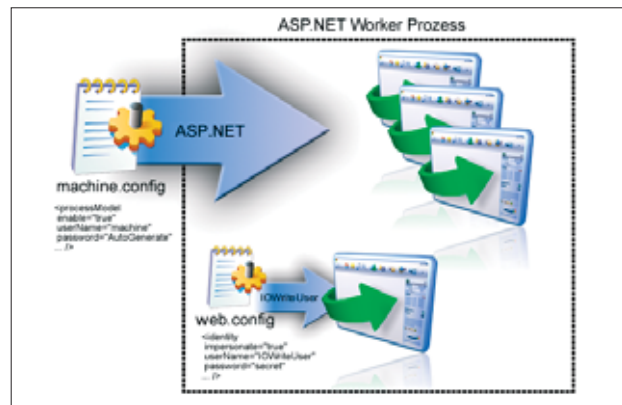 ASP.NET Worker Prozess
ASP.NET
machine.config
<processModel
enable="true"
userName="machine"
password="AutoGenerate"
... />
IOWriteUser
web.config
<identity
impersonate="true"
userName="IOWriteUser"
password="secret"
... />